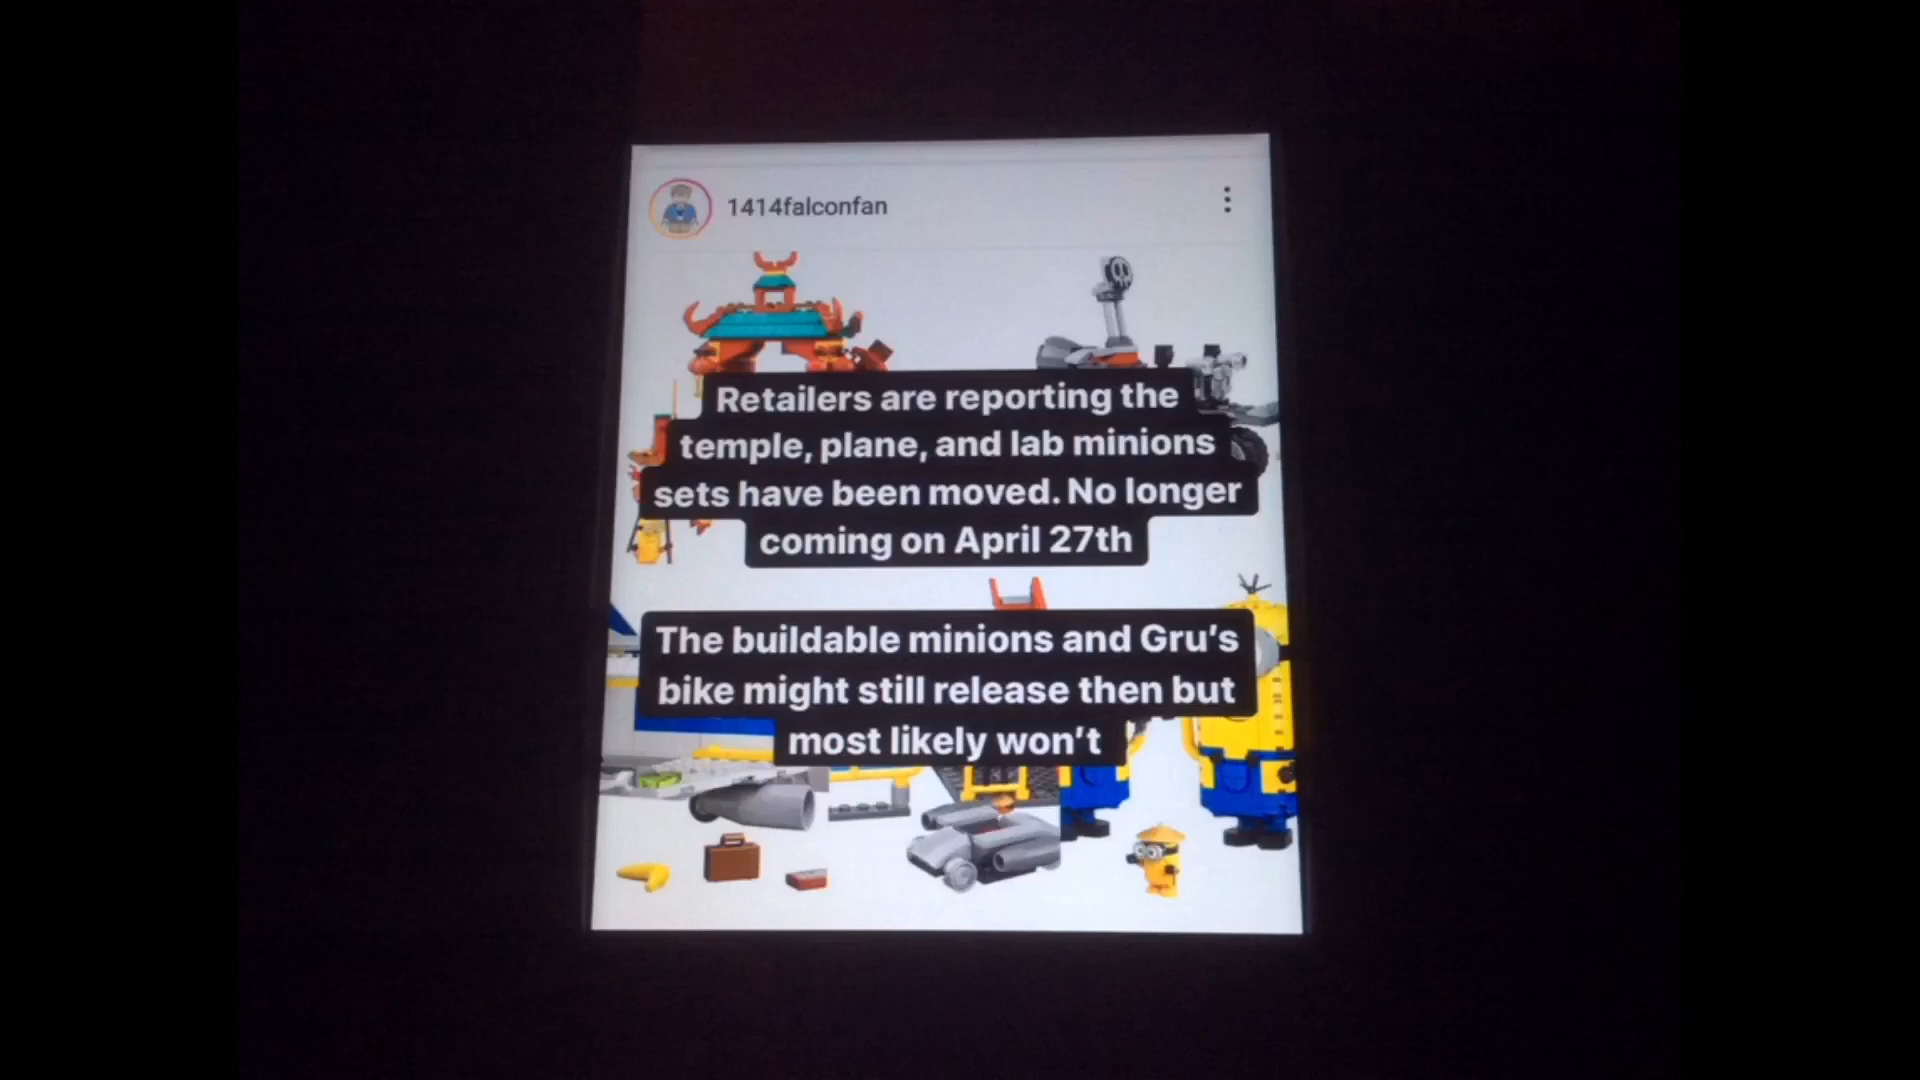 1414falconfan
Retailers are reporting the
temple, plane, and lab minions
sets have been moved. No longer
coming on April 27th
The buildable minions and Gru's
bike might still release then but
most likely won't